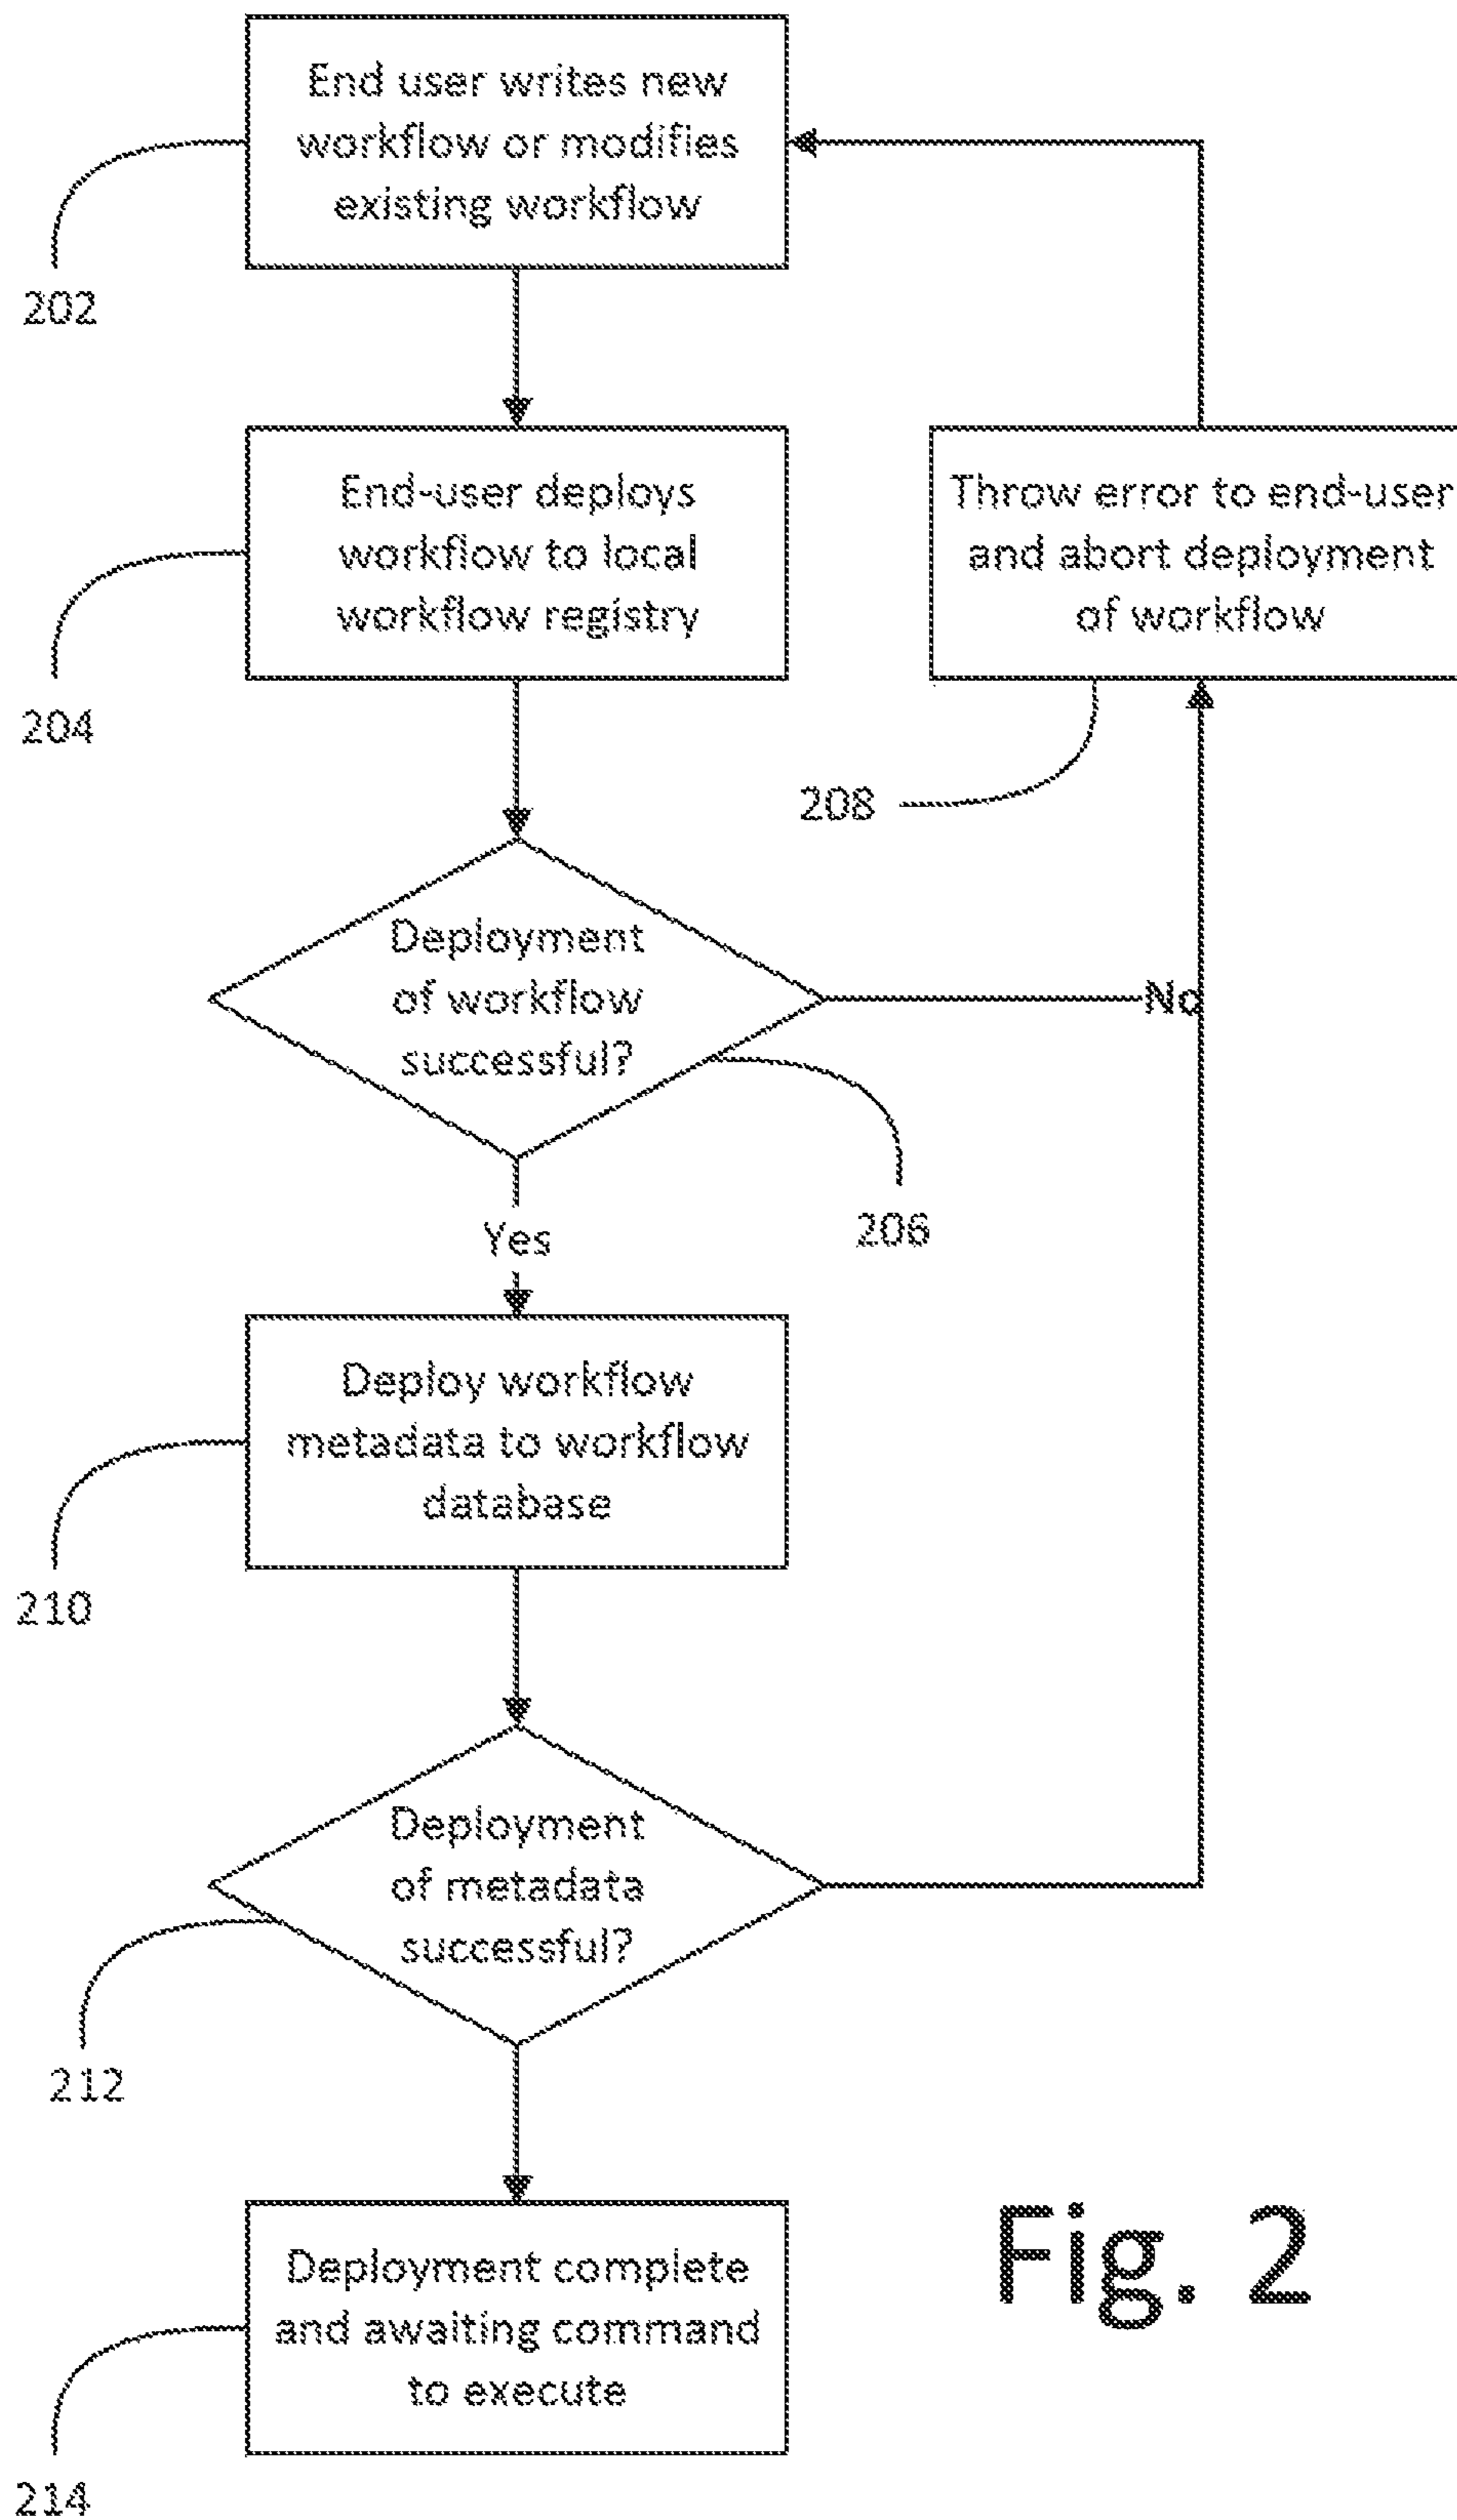 End user writes new
workflow or modifies
existing workflow
202
End-user deploys
workflow to local
workflow registry
204
Throw error to end-user
and abort deployment
of workflow
208
Deployment
of workflow
successful?
No
206
Yes
Deploy workflow
metadata to workflow
database
210
Deployment
of metadata
successful?
212
Deployment complete
and awaiting command
to execute
214
Fig. 2